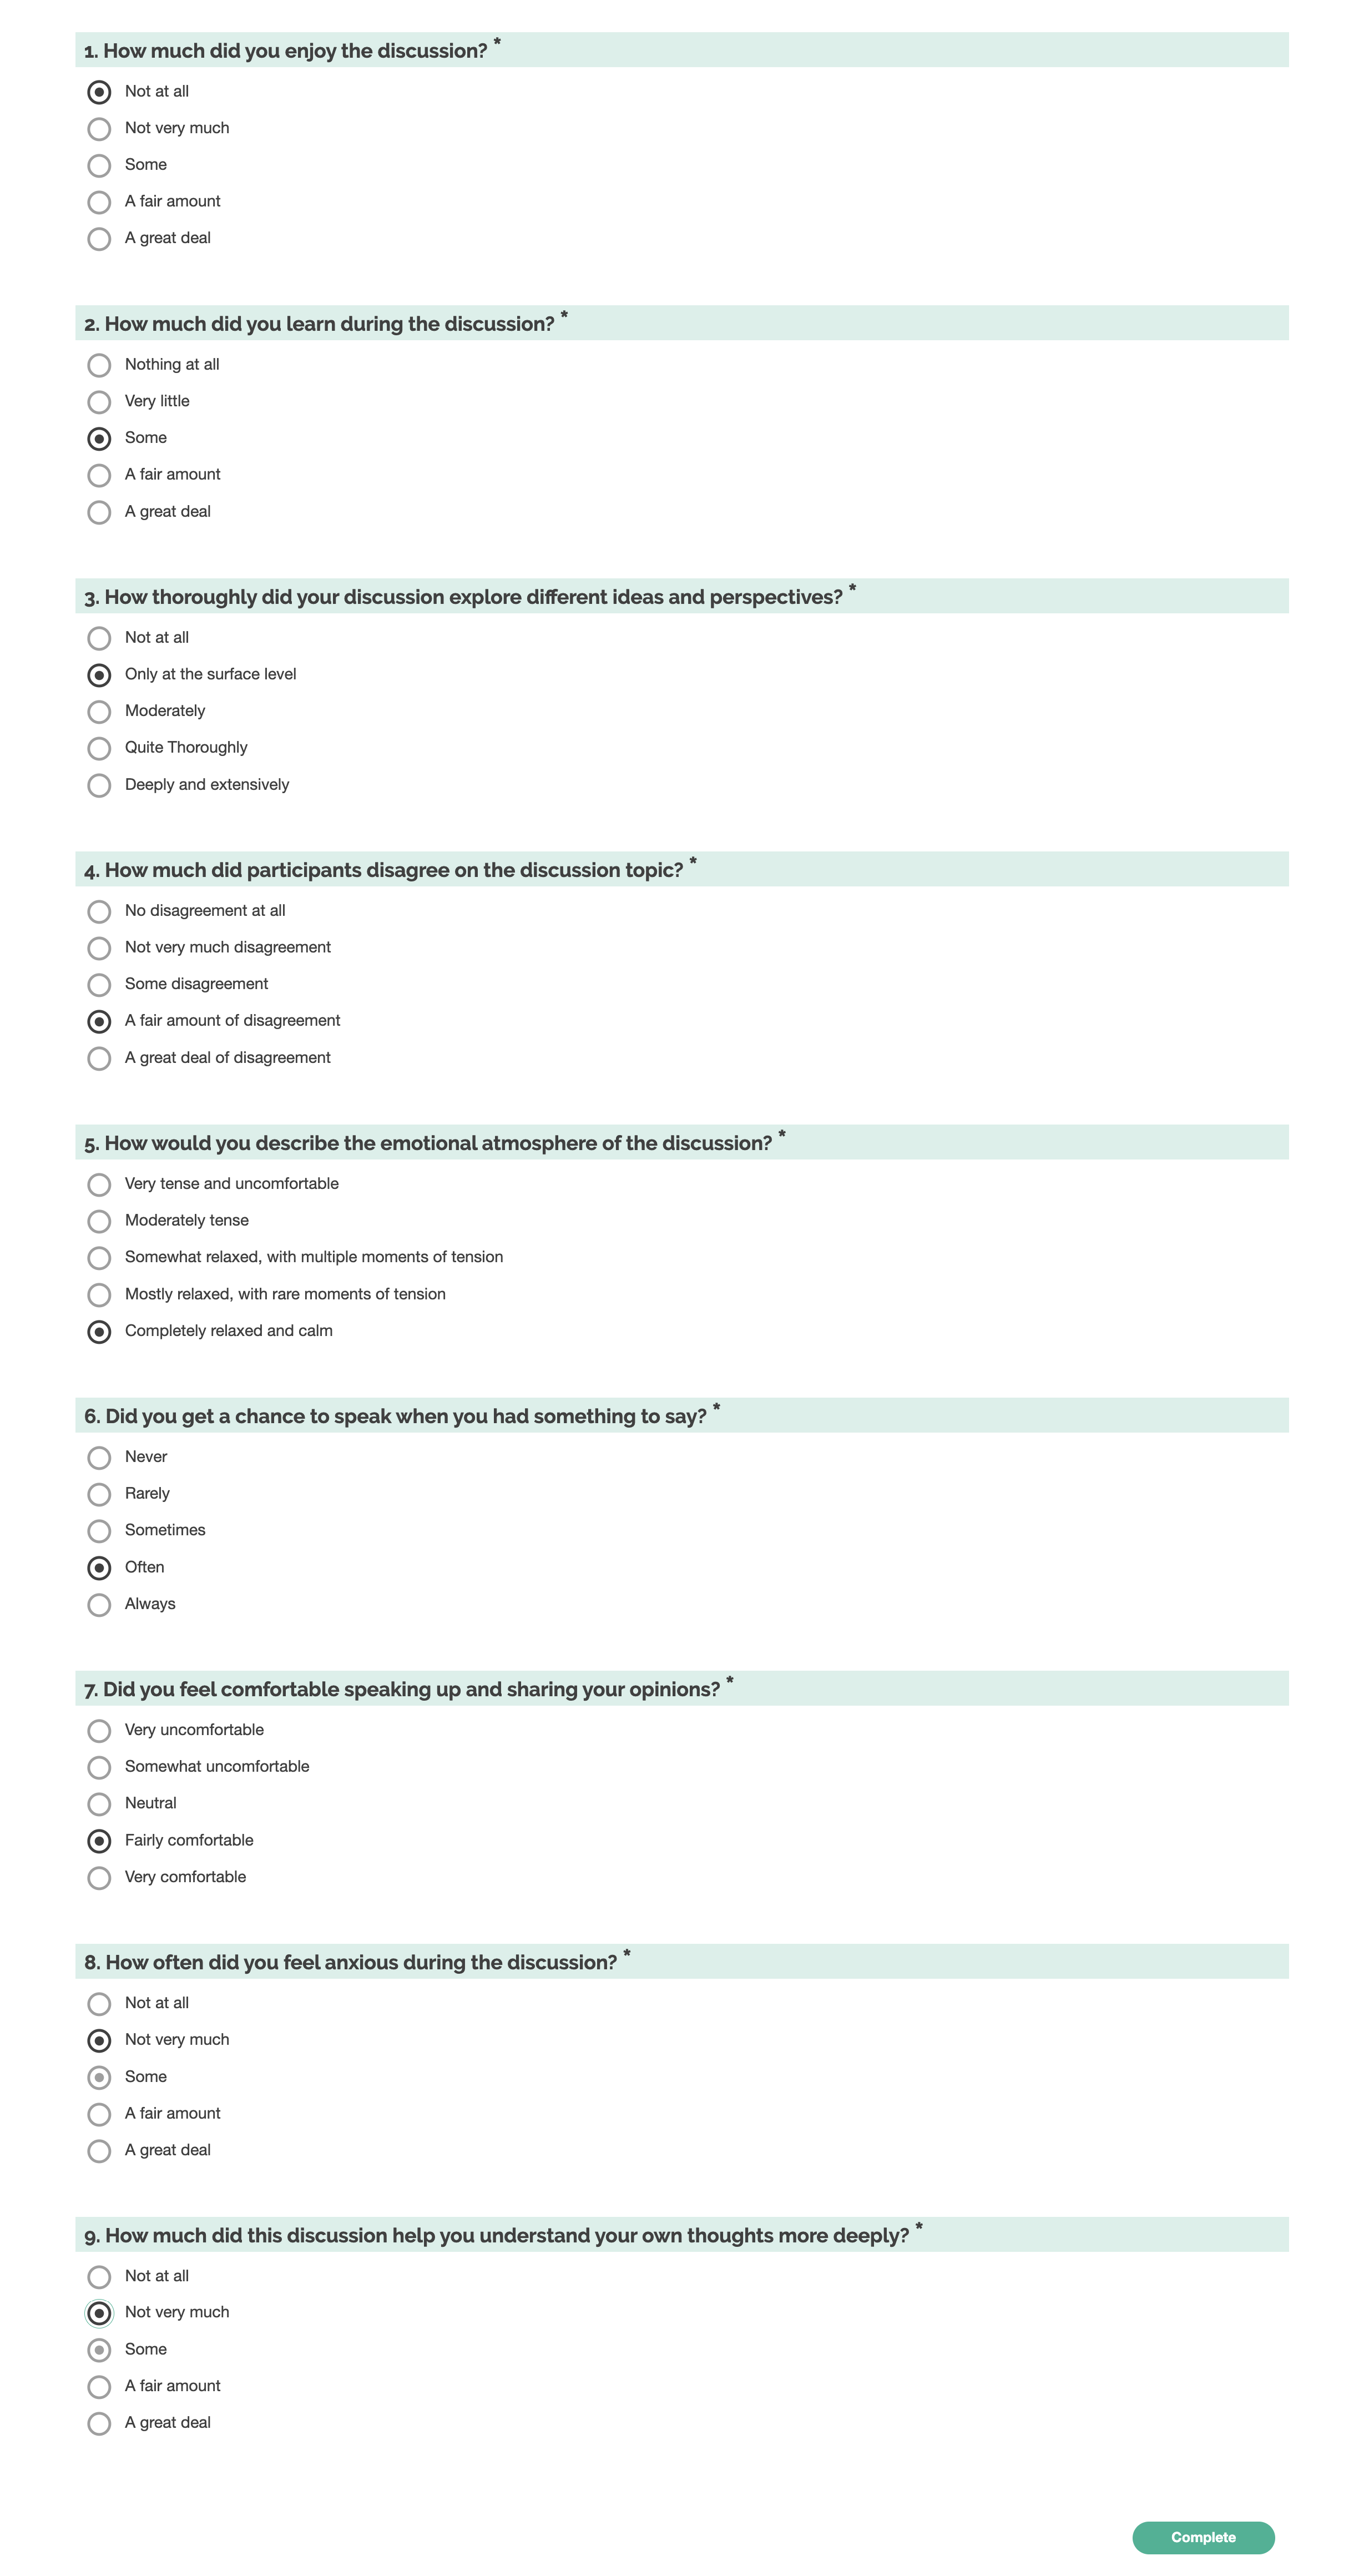 1. How much did you enjoy the discussion? *
Not at all
Not very much
Some
A fair amount
A great deal
2. How much did you learn during the discussion? *
Nothing at all
Very little
Some
A fair amount
A great deal
3. How thoroughly did your discussion explore different ideas and perspectives? *
Not at all
Only at the surface level
Moderately
Quite Thoroughly
Deeply and extensively
4. How much did participants disagree on the discussion topic? *
No disagreement at all
Not very much disagreement
Some disagreement
A fair amount of disagreement
A great deal of disagreement
5. How would you describe the emotional atmosphere of the discussion? *
Very tense and uncomfortable
Moderately tense
Somewhat relaxed, with multiple moments of tension
Mostly relaxed, with rare moments of tension
Completely relaxed and calm
6. Did you get a chance to speak when you had something to say? *
Never
Rarely
Sometimes
Often
Always
7. Did you feel comfortable speaking up and sharing your opinions? *
Very uncomfortable
Somewhat uncomfortable
Neutral
Fairly comfortable
Very comfortable
8. How often did you feel anxious during the discussion? *
Not at all
Not very much
Some
A fair amount
A great deal
9. How much did this discussion help you understand your own thoughts more deeply? *
Not at all
Not very much
Some
A fair amount
A great deal
Complete